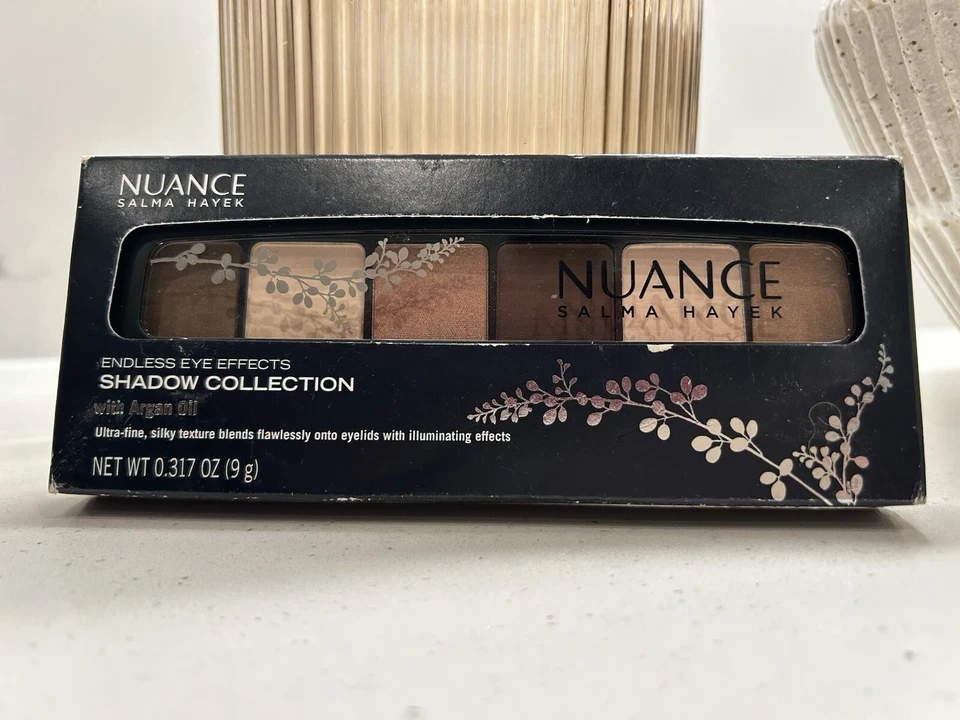 NUANCE
SALMA HAYEK
NUANCE
SALMA HAYEK
ENDLESS EYE EFFECTS
SHADOW COLLECTION
with Argan Oil
Ultra-fine, silky texture blends flawlessly onto eyelids with illuminating effects
NET WT 0.317 OZ (9 g)